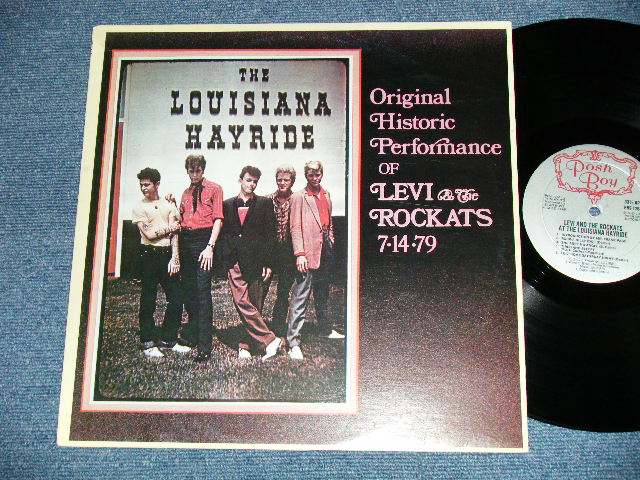 THE
LOUISIANA
HAYRIDE
Original
Historic
Performance
OF
LEVI & The
ROCKATS
7·14·79
Posh
Boy
LEVI AND THE ROCKATS
AT THE LOUISIANA HAYRIDE